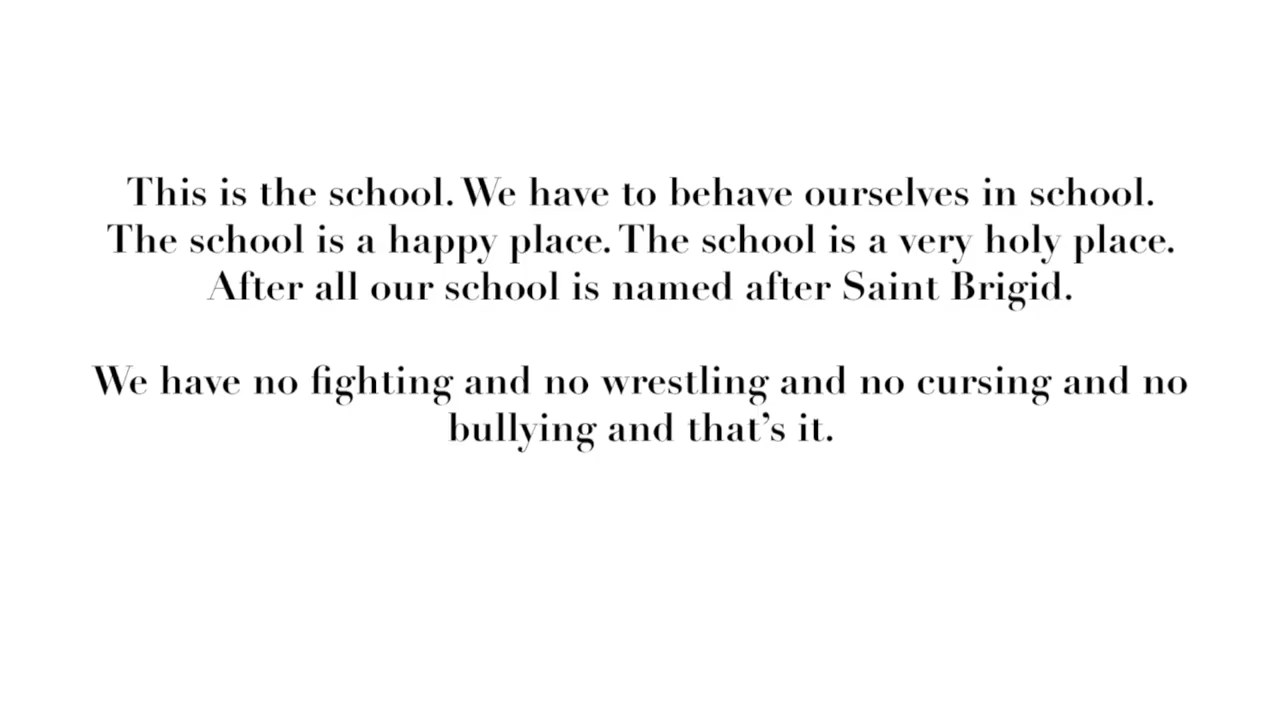 This is the school. We have to behave ourselves in school.
The school is a happy place. The school is a very holy place.
After all our school is named after Saint Brigid.
We have no fighting and no wrestling and no cursing and no
bullying and that’s it.